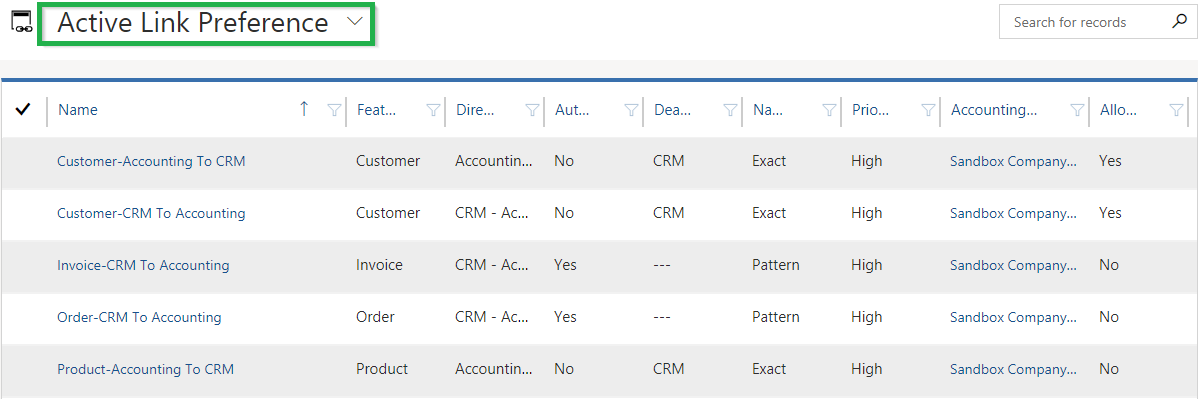 Active Link Preference
Search for records
Name Feat... Dire... Aut... Dea... Na... Prio... Accounting... Allo...
Customer-Accounting To CRM Customer Accountin... No CRM Exact High Sandbox Company... Yes
Customer-CRM To Accounting Customer CRM - Ac... No CRM Exact High Sandbox Company... Yes
Invoice-CRM To Accounting Invoice CRM - Ac... Yes --- Pattern High Sandbox Company... No
Order-CRM To Accounting Order CRM - Ac... Yes --- Pattern High Sandbox Company... No
Product-Accounting To CRM Product Accountin... No CRM Exact High Sandbox Company... No